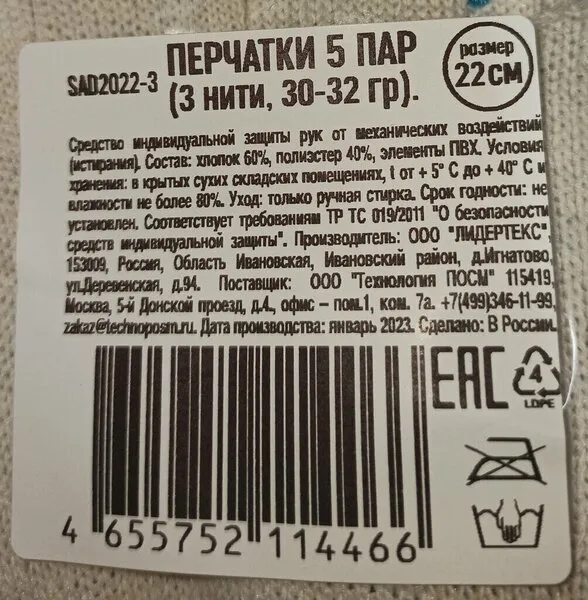 SAD2022-3
ПЕРЧАТКИ 5 ПАР
(3 НИТИ, 30-32 гр).
размер
22 см
Средство индивидуальной защиты рук от механических воздействий
(истирания). Состав: хлопок 60%, полиэстер 40%, элементы ПВХ. Условия
хранения: в крытых сухих складских помещениях, t от + 5° С до + 40° С и
влажности не более 80%. Уход: только ручная стирка. Срок годности: не
установлен. Соответствует требованиям ТР ТС 019/2011 "О безопасности
средств индивидуальной защиты". Производитель: ООО "ЛИДЕРТЕКС",
153009, Россия, Область Ивановская, Ивановский район, д.Игнатово,
ул.Деревенская, д.94. Поставщик: ООО "Технология ПОСМ" 115419,
Москва, 5-й Донской проезд, д.4., офис – пом.1, ком. 7а. +7(499)346-11-99,
zakaz@technoposm.ru. Дата производства: январь 2023. Сделано: В России.
EAC
4
LDPE
4 655752 114466